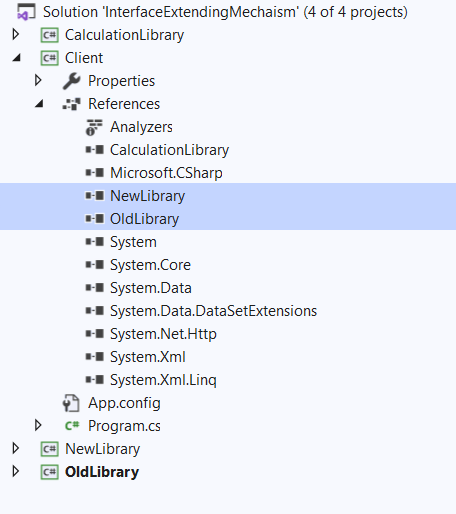 Solution 'InterfaceExtendingMechaism' (4 of 4 projects)
C# CalculationLibrary
C# Client
Properties
References
Analyzers
CalculationLibrary
Microsoft.CSharp
NewLibrary
OldLibrary
System
System.Core
System.Data
System.Data.DataSetExtensions
System.Net.Http
System.Xml
System.Xml.Linq
App.config
C# Program.cs
C# NewLibrary
C# OldLibrary